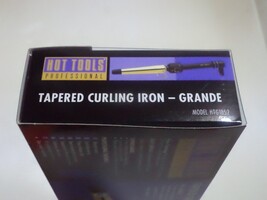 HOT TOOLS
PROFESSIONAL
TAPERED CURLING IRON – GRANDE
MODEL